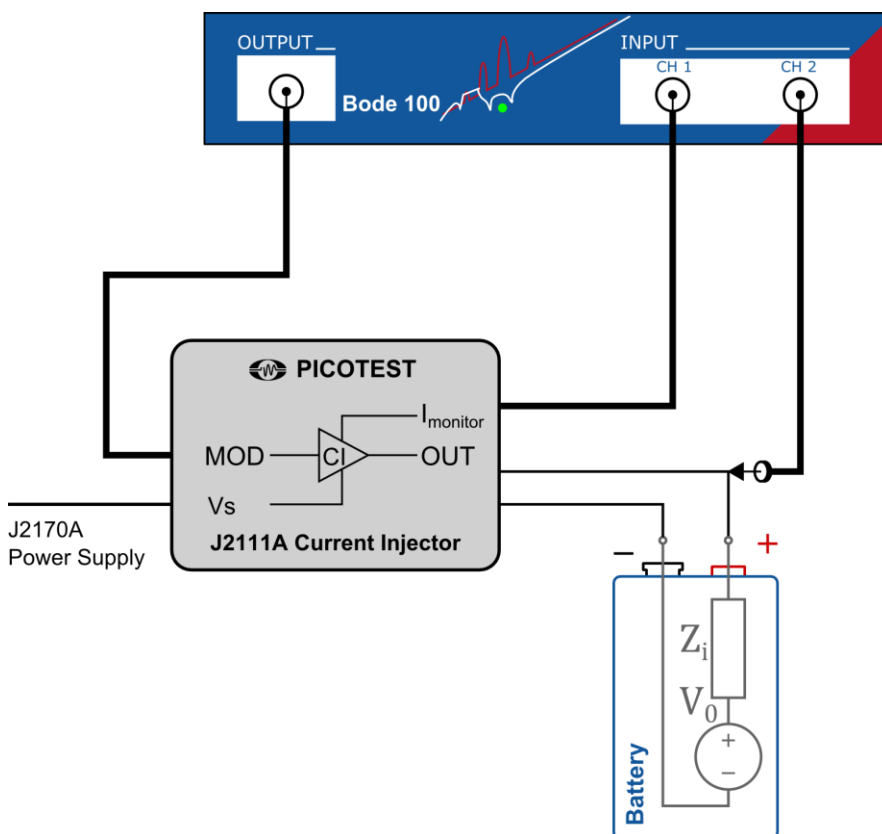 OUTPUT
INPUT
CH 1
CH 2
Bode 100
PICOTEST
Imonitor
MOD
CI
OUT
Vs
J2111A Current Injector
J2170A
Power Supply
−
+
Zi
V0
+
−
Battery